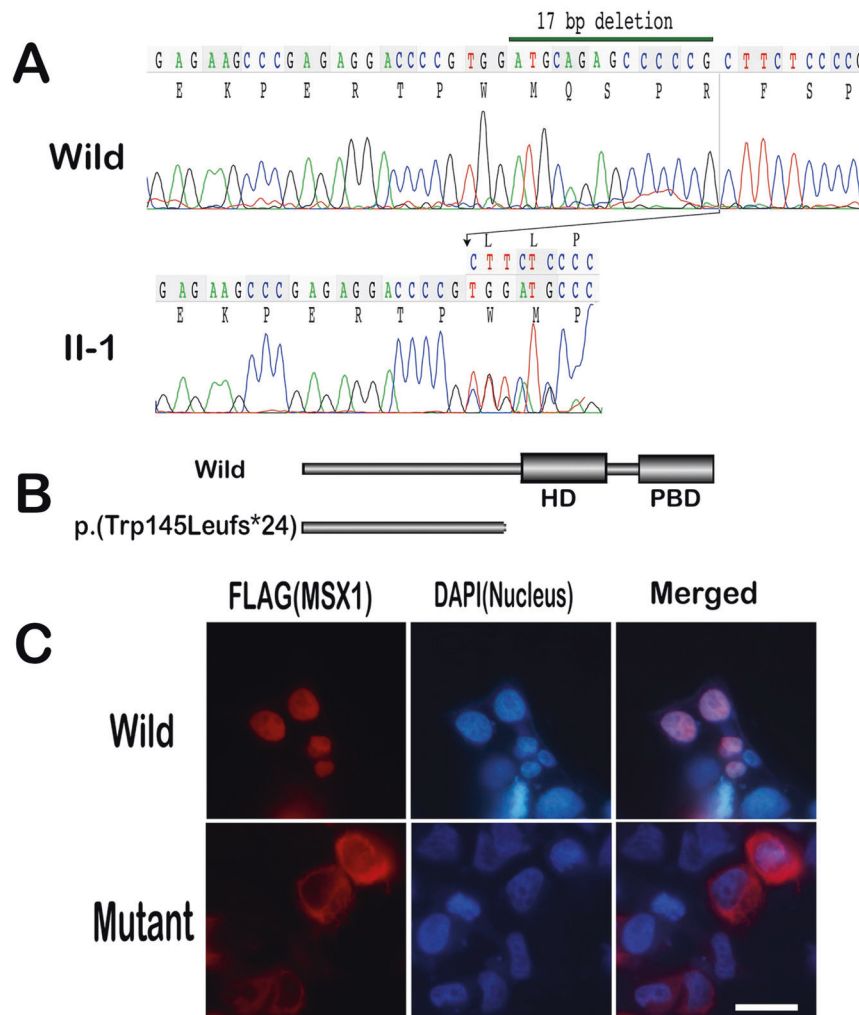 17 bp deletion
A
G A G A A G C C C G A G A G G A C C C C G T G G A T G C A G A G C C C C C G C T T C T C C C C G
E K P E R T P W M Q S P R F S P
Wild
L L P
C T T C T C C C C
G A G A A G C C C G A G A G G A C C C C G T G G A T G C C C
E K P E R T P W M P
II-1
B
Wild
HD
PBD
p.(Trp145Leufs*24)
C
FLAG(MSX1)
DAPI(Nucleus)
Merged
Wild
Mutant